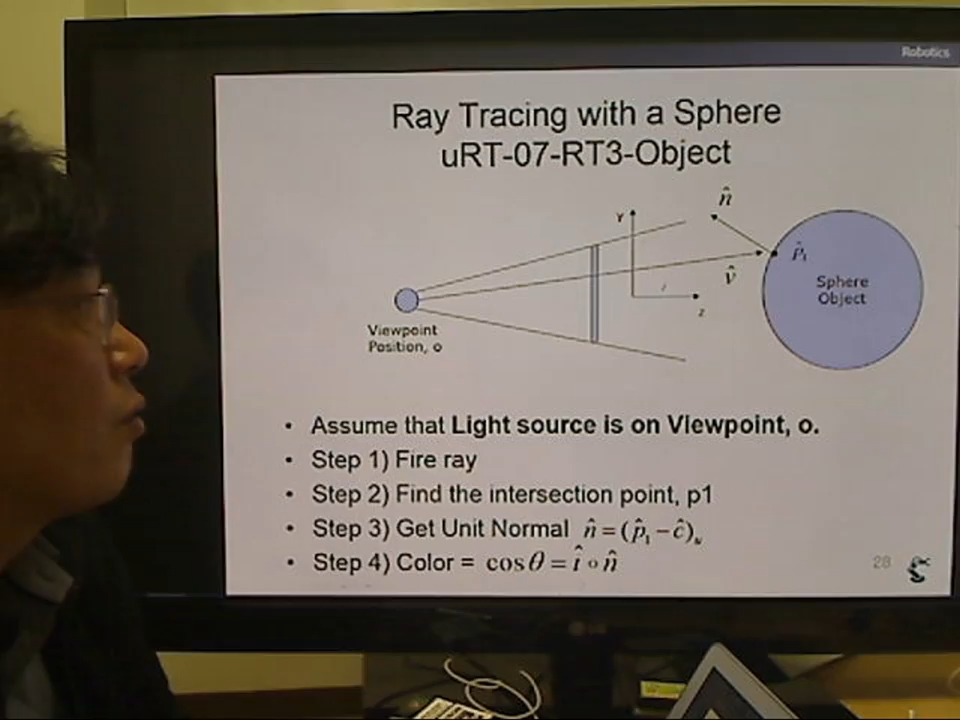 Robotics
Ray Tracing with a Sphere
uRT-07-RT3-Object
n̂
Y
p̂₁
v̂
Sphere
Object
z
Viewpoint
Position, o
• Assume that Light source is on Viewpoint, o.
• Step 1) Fire ray
• Step 2) Find the intersection point, p1
• Step 3) Get Unit Normal n̂ = (p̂₁ − ĉ)ᵤ
• Step 4) Color = cos θ = î ∘ n̂
28